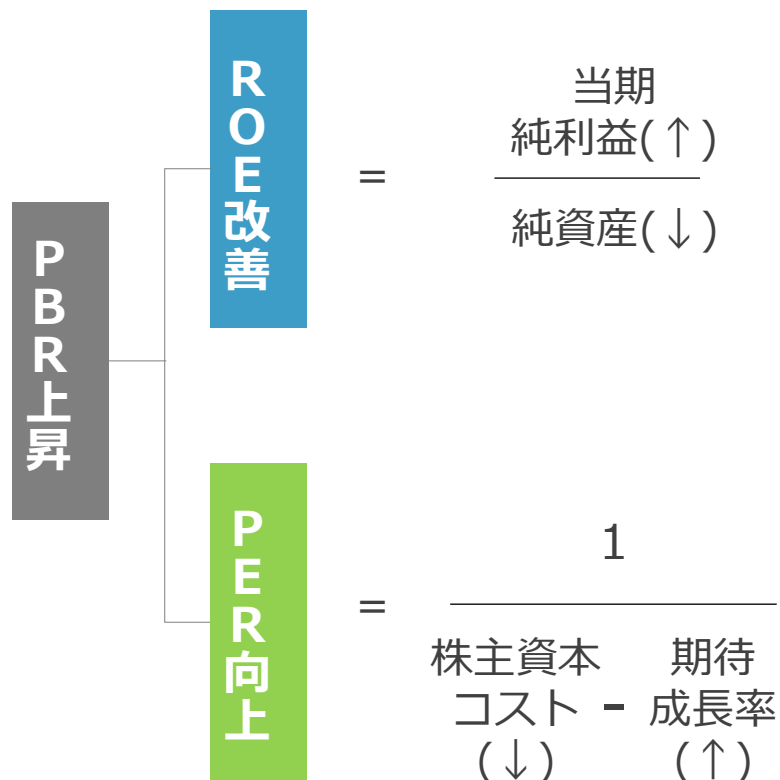 PBR上昇
ROE改善
=
当期
純利益(↑)
純資産(↓)
PER向上
=
1
株主資本 期待
コスト - 成長率
(↓) (↑)